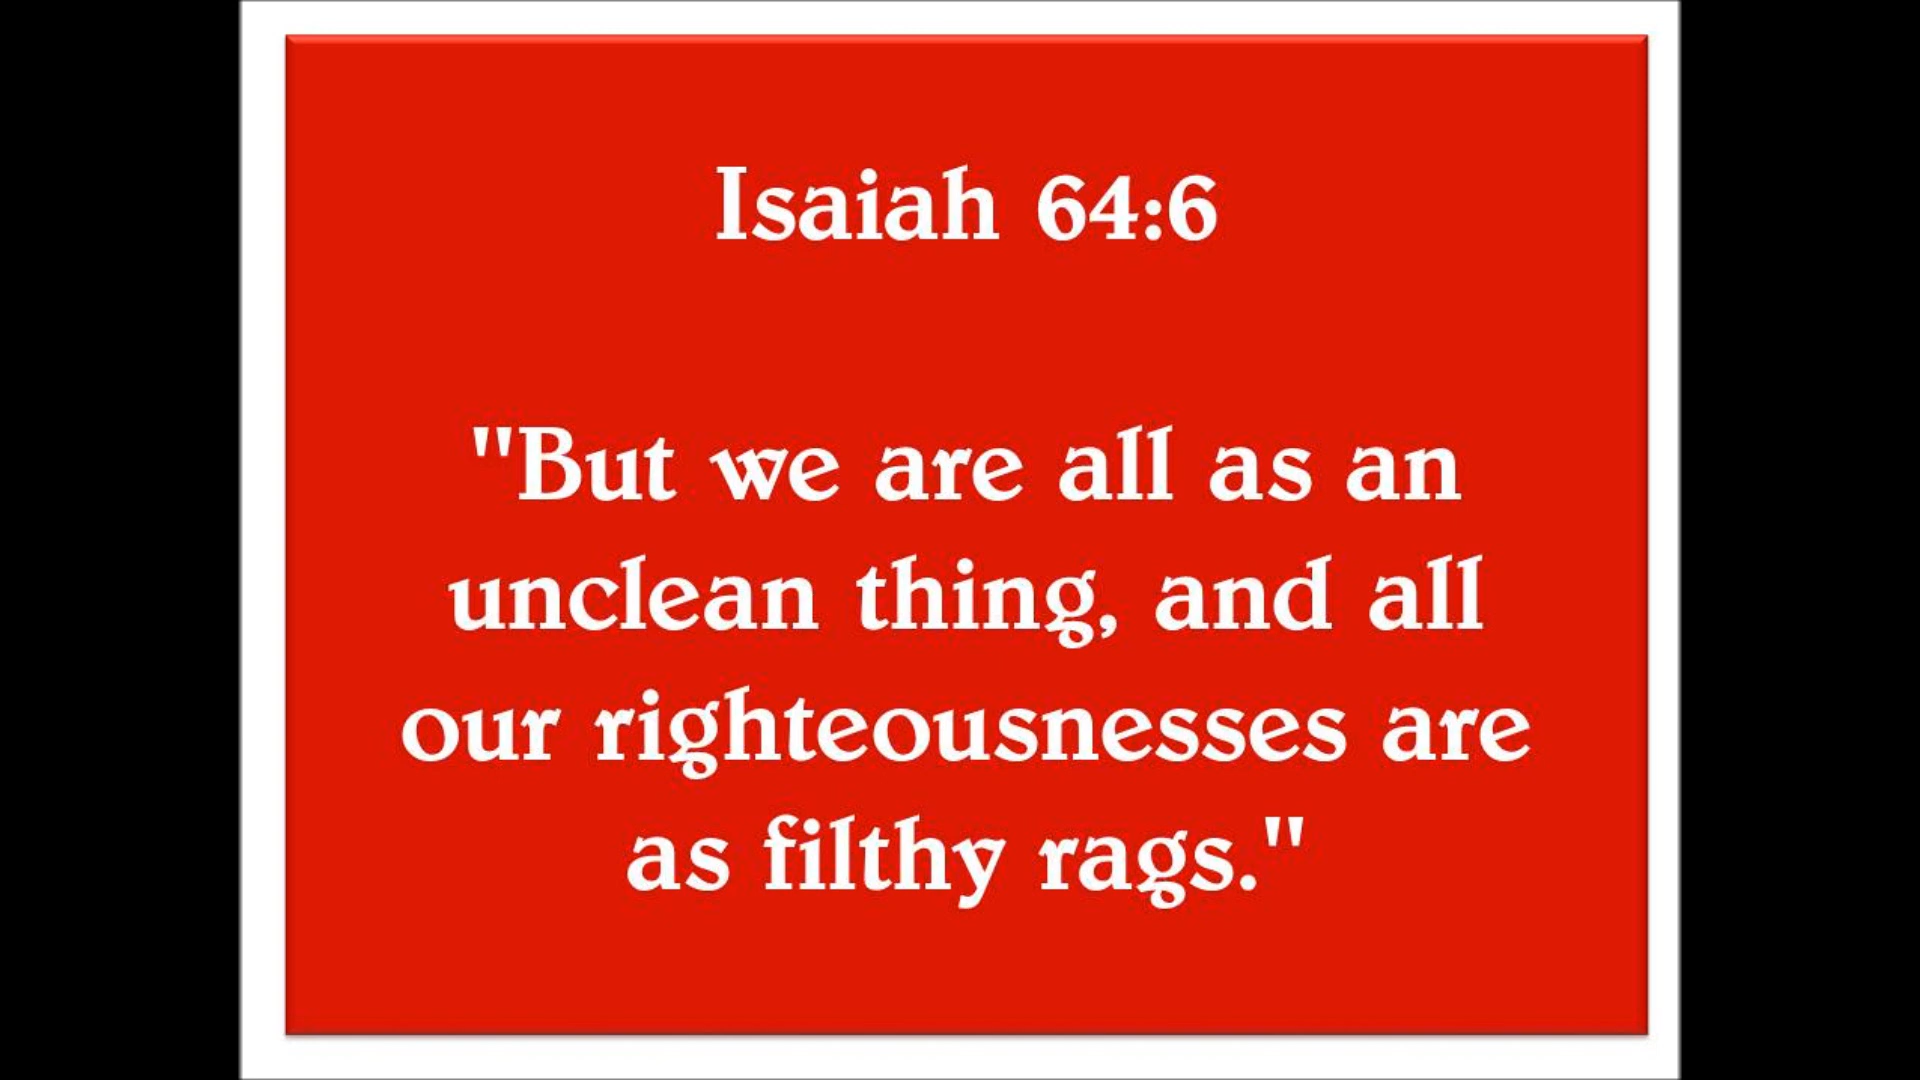 Isaiah 64:6
"But we are all as an
unclean thing, and all
our righteousnesses are
as filthy rags."